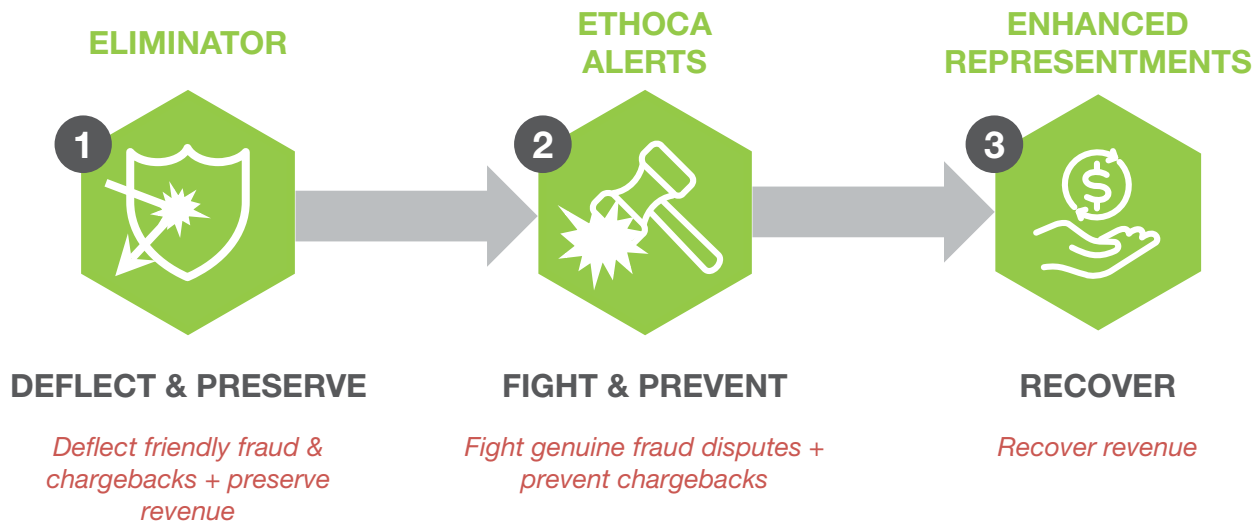 ELIMINATOR
1
DEFLECT & PRESERVE
Deflect friendly fraud &
chargebacks + preserve
revenue
ETHOCA
ALERTS
2
FIGHT & PREVENT
Fight genuine fraud disputes +
prevent chargebacks
ENHANCED
REPRESENTMENTS
3
$
RECOVER
Recover revenue